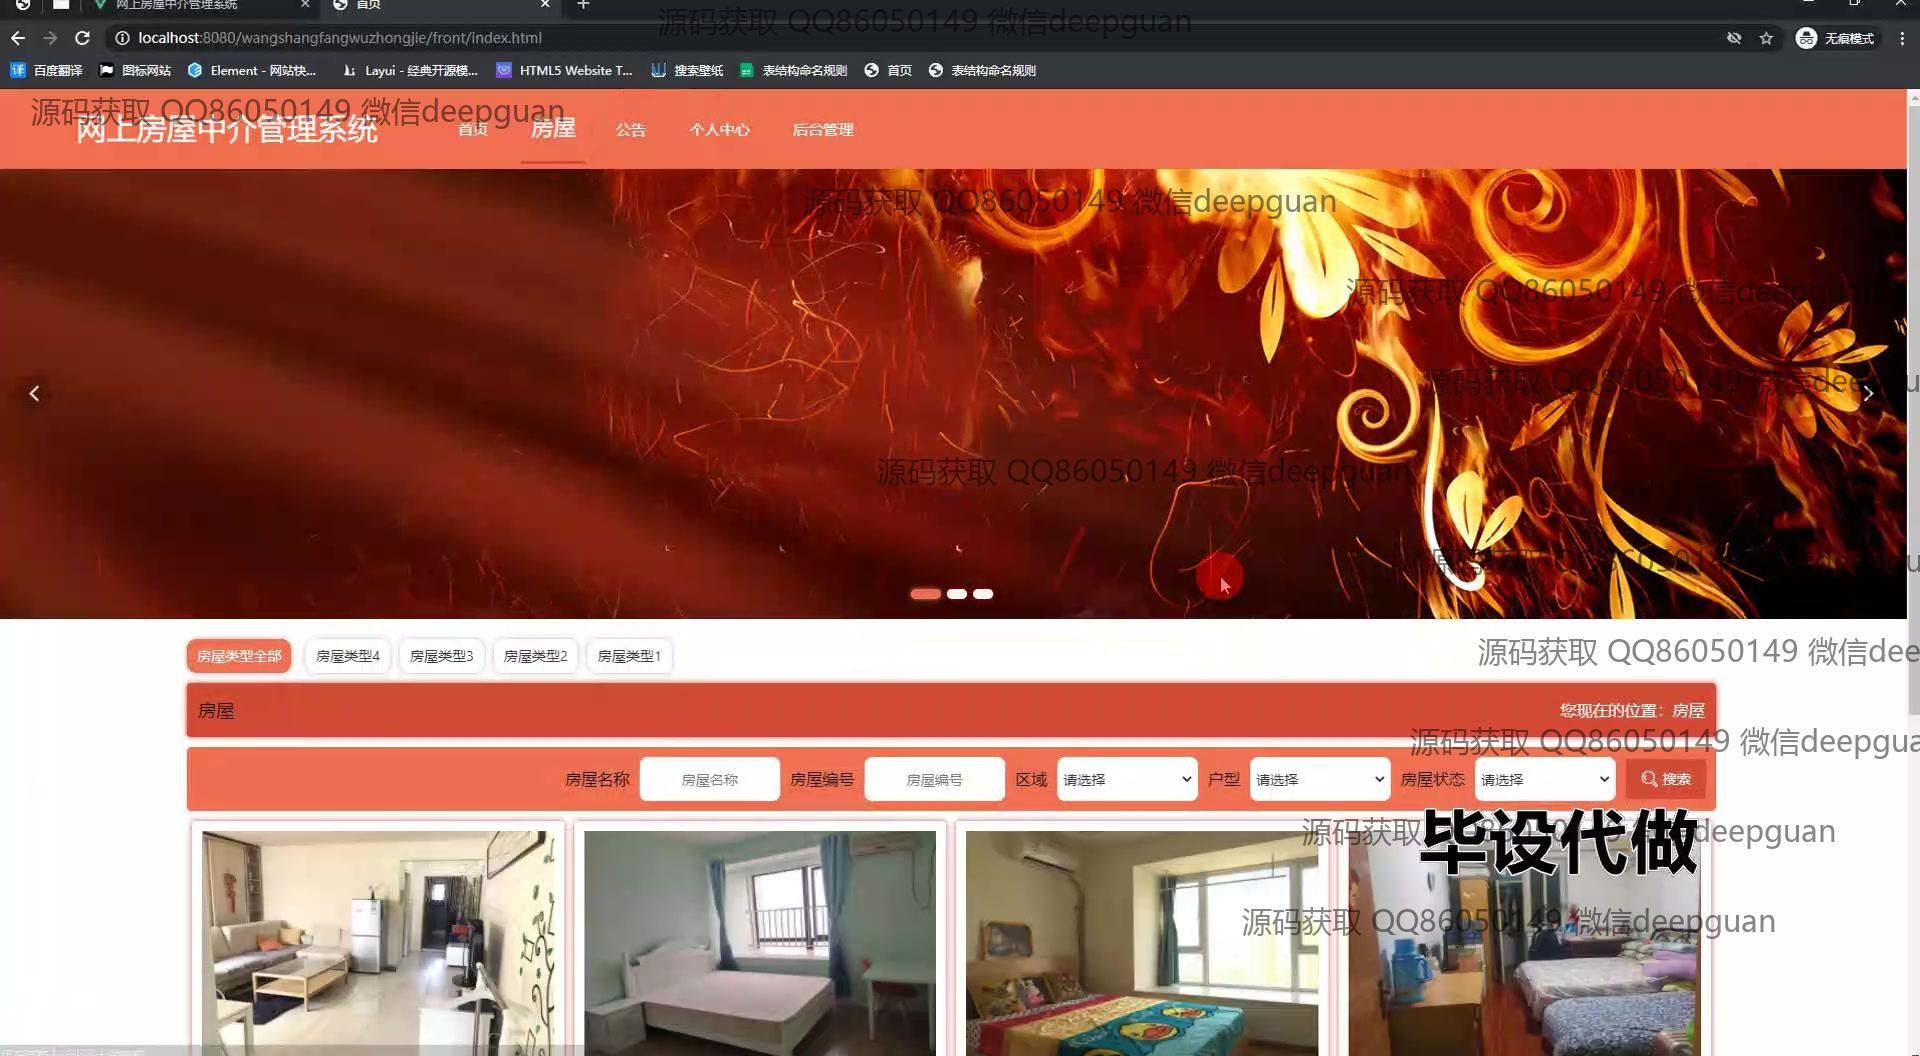 网上房屋中介管理系统
首页
源码获取 QQ86050149 微信deepguan
localhost:8080/wangshangfangwuzhongjie/front/index.html
无痕模式
百度翻译
图标网站
Element - 网站快...
Layui - 经典开源模...
HTML5 Website T...
搜索壁纸
表结构命名规则
首页
表结构命名规则
源码获取 QQ86050149 微信deepguan
网上房屋中介管理系统
首页
房屋
公告
个人中心
后台管理
源码获取 QQ86050149 微信deepguan
源码获取 QQ86050149 微信deepguan
源码获取 QQ86050149 微信deepgu
源码获取 QQ86050149 微信deepguan
源码获取
房屋类型全部
房屋类型4
房屋类型3
房屋类型2
房屋类型1
源码获取 QQ86050149 微信dee
房屋
您现在的位置：房屋
源码获取 QQ86050149 微信deepgua
房屋名称 房屋名称
房屋编号 房屋编号
区域 请选择
户型 请选择
房屋状态 请选择
搜索
源码获取 deepguan
毕设代做
源码获取 QQ86050149 微信deepguan